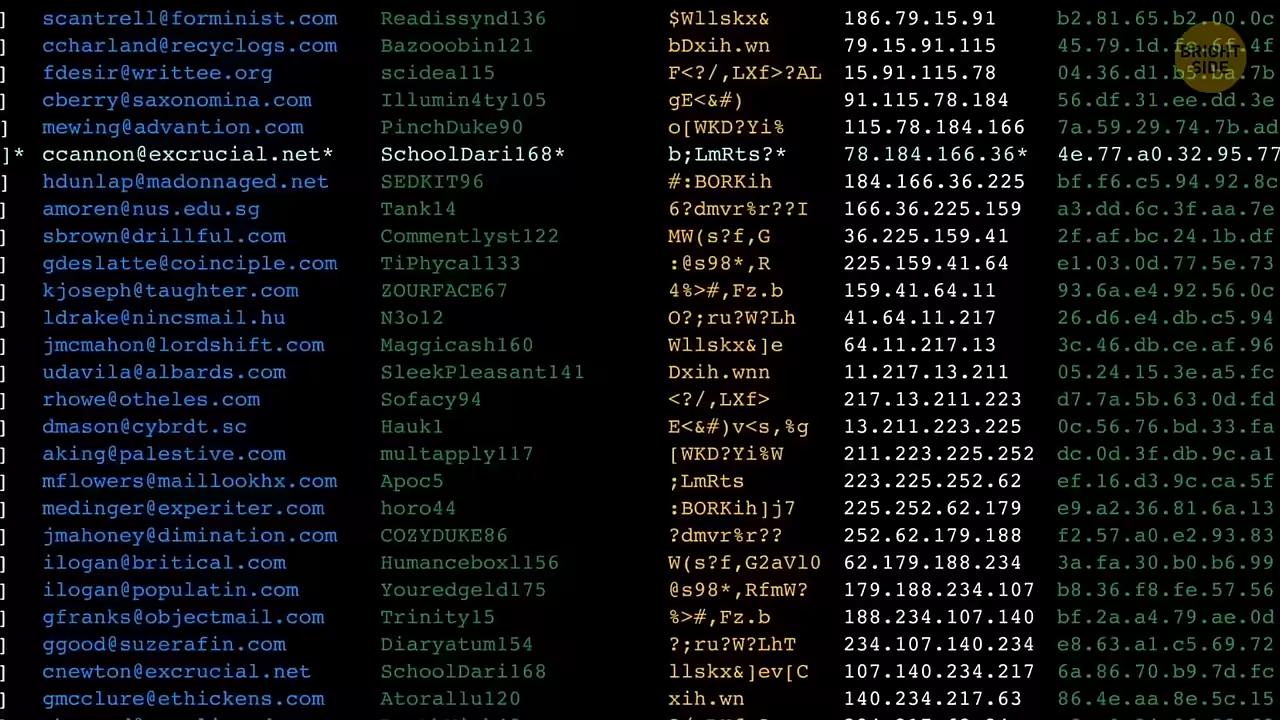 ] scantrell@forminist.com Readissynd136 $Wllskx& 186.79.15.91 b2.81.65.b2.00.0c
] ccharland@recyclogs.com Bazooobin121 bDxih.wn 79.15.91.115 45.79.1d.fe.6f.4f
BRIGHT
SIDE
] fdesir@writtee.org scideal15 F<?/,LXf>?AL 15.91.115.78 04.36.d1.b5.ba.7b
] cberry@saxonomina.com Illumin4ty105 gE<&#) 91.115.78.184 56.df.31.ee.dd.3e
] mewing@advantion.com PinchDuke90 o[WKD?Yi% 115.78.184.166 7a.59.29.74.7b.ad
]* ccannon@excrucial.net* SchoolDari168* b;LmRts?* 78.184.166.36* 4e.77.a0.32.95.77
] hdunlap@madonnaged.net SEDKIT96 #:BORKih 184.166.36.225 bf.f6.c5.94.92.8c
] amoren@nus.edu.sg Tank14 6?dmvr%r??I 166.36.225.159 a3.dd.6c.3f.aa.7e
] sbrown@drillful.com Commentlyst122 MW(s?f,G 36.225.159.41 2f.af.bc.24.1b.df
] gdeslatte@coinciple.com TiPhycal133 :@s98*,R 225.159.41.64 e1.03.0d.77.5e.73
] kjoseph@taughter.com ZOURFACE67 4%>#,Fz.b 159.41.64.11 93.6a.e4.92.56.0c
] ldrake@nincsmail.hu N3o12 O?;ru?W?Lh 41.64.11.217 26.d6.e4.db.c5.94
] jmcmahon@lordshift.com Maggicash160 Wllskx&]e 64.11.217.13 3c.46.db.ce.af.96
] udavila@albards.com SleekPleasant141 Dxih.wnn 11.217.13.211 05.24.15.3e.a5.fc
] rhowe@otheles.com Sofacy94 <?/,LXf> 217.13.211.223 d7.7a.5b.63.0d.fd
] dmason@cybrdt.sc Hauk1 E<&#)v<s,%g 13.211.223.225 0c.56.76.bd.33.fa
] aking@palestive.com multapply117 [WKD?Yi%W 211.223.225.252 dc.0d.3f.db.9c.a1
] mflowers@maillookhx.com Apoc5 ;LmRts 223.225.252.62 ef.16.d3.9c.ca.5f
] medinger@experiter.com horo44 :BORKih]j7 225.252.62.179 e9.a2.36.81.6a.13
] jmahoney@dimination.com COZYDUKE86 ?dmvr%r?? 252.62.179.188 f2.57.a0.e2.93.83
] ilogan@britical.com Humanceboxl156 W(s?f,G2aVl0 62.179.188.234 3a.fa.30.b0.b6.99
] ilogan@populatin.com Youredgeld175 @s98*,RfmW? 179.188.234.107 b8.36.f8.fe.57.56
] gfranks@objectmail.com Trinity15 %>#,Fz.b 188.234.107.140 bf.2a.a4.79.ae.0d
] ggood@suzerafin.com Diaryatum154 ?;ru?W?LhT 234.107.140.234 e8.63.a1.c5.69.72
] cnewton@excrucial.net SchoolDari168 llskx&]ev[C 107.140.234.217 6a.86.70.b9.7d.fc
] gmcclure@ethickens.com Atorallu120 xih.wn 140.234.217.63 86.4e.aa.8e.5c.15